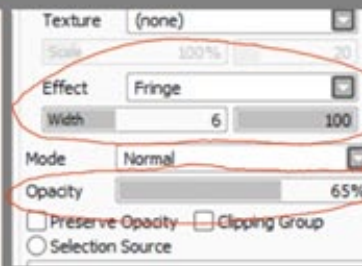 Texture (none)
Scale 100% 20
Effect Fringe
Width 6 100
Mode Normal
Opacity 65%
Preserve Opacity Clipping Group
Selection Source